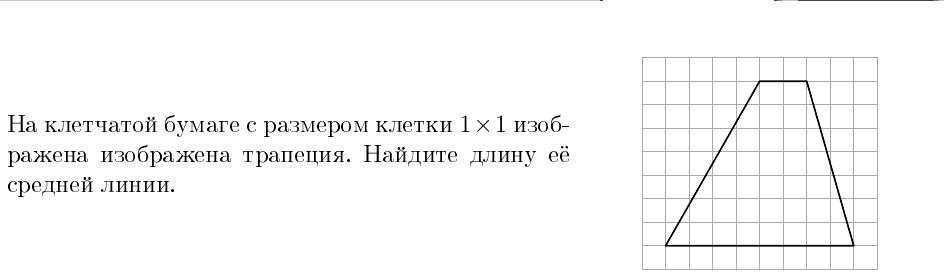 На клетчатой бумаге с размером клетки 1×1 изоб-
ражена изображена трапеция. Найдите длину её
средней линии.